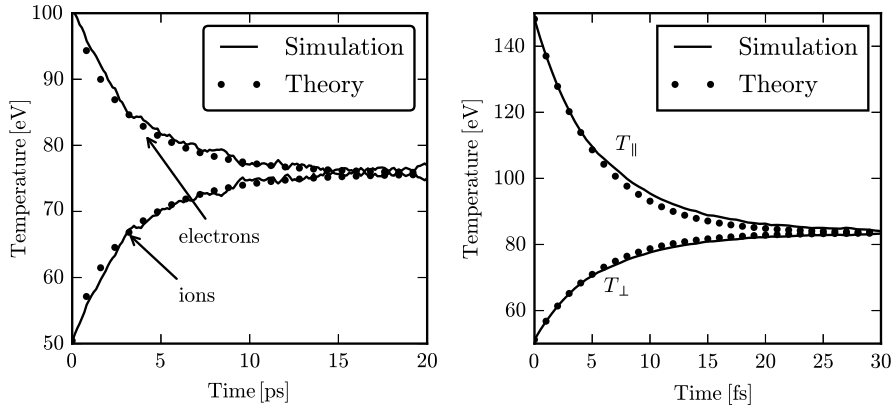 100
90
80
70
60
50
0
5
10
15
20
Temperature [eV]
Time [ps]
Simulation
Theory
electrons
ions
140
120
100
80
60
0
5
10
15
20
25
30
Temperature [eV]
Time [fs]
Simulation
Theory
T∥
T⊥